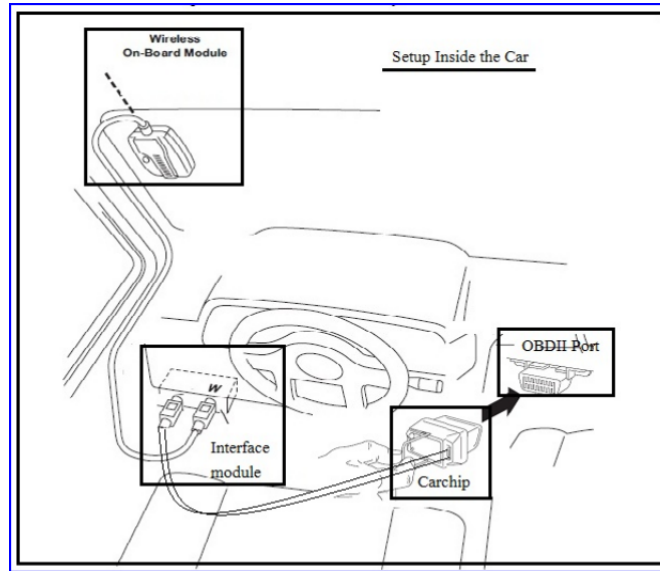 Wireless
On-Board Module
Setup Inside the Car
OBDII Port
W
Interface
module
Carchip